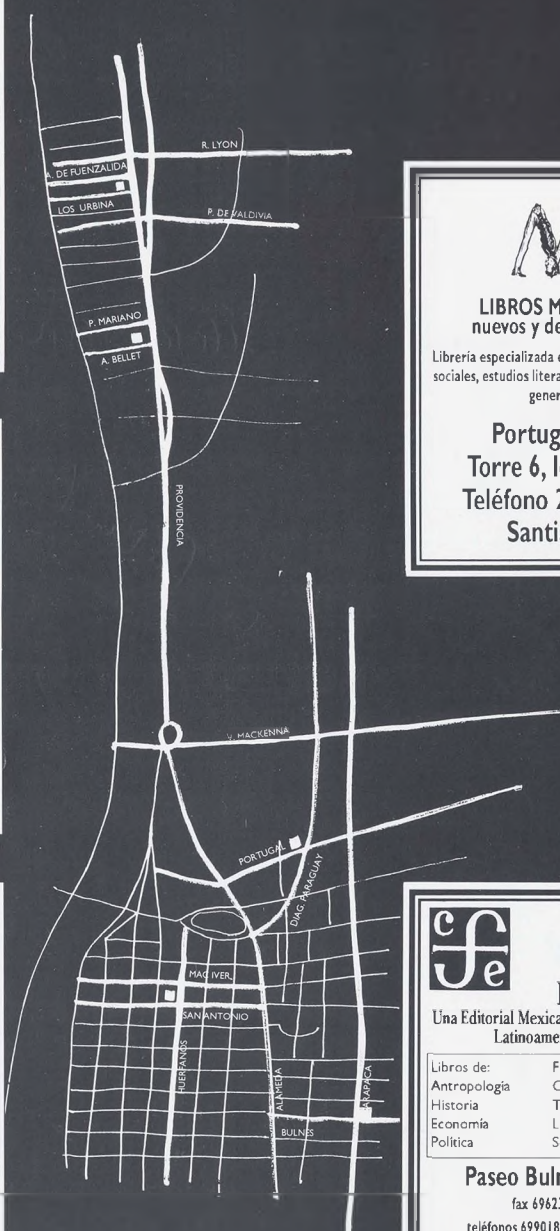 R. LYON
A. DE FUENZALIDA
LOS URBINA
P. DE VALDIVIA
P. MARIANO
A. BELLET
PROVIDENCIA
V. MACKENNA
PORTUGAL
DIAG. PARAGUAY
MAC IVER
SAN ANTONIO
HUERFANOS
ALAMEDA
BULNES
LIBROS M
nuevos y de
Librería especializada e
sociales, estudios litera
gener
Portug
Torre 6, l
Teléfono 2
Santi
c
f
e
Una Editorial Mexica
Latinoame
Libros de: F
Antropología C
Historia T
Economía L
Política S
Paseo Buln
fax 6962
teléfonos 699018